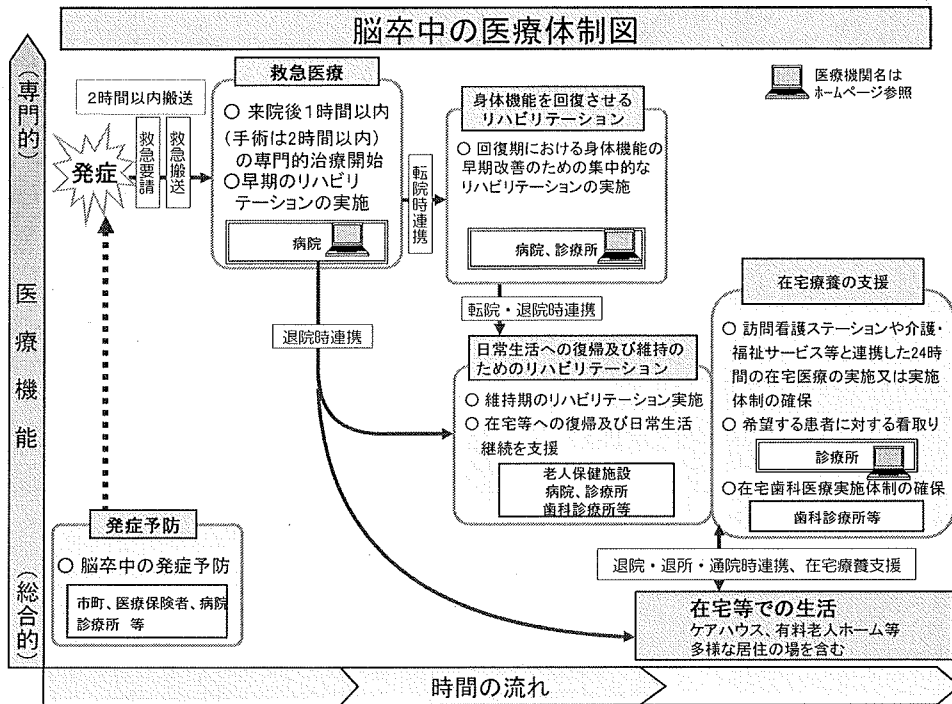 脳卒中の医療体制図
医療機関名は
ホームページ参照
(専門的)
医療機能
(総合的)
2時間以内搬送
発症
救急要請
救急搬送
救急医療
○ 来院後1時間以内
(手術は2時間以内)
の専門的治療開始
○早期のリハビリ
テーションの実施
病院
転院時連携
身体機能を回復させる
リハビリテーション
○ 回復期における身体機能の
早期改善のための集中的な
リハビリテーションの実施
病院、診療所
退院時連携
転院・退院時連携
日常生活への復帰及び維持の
ためのリハビリテーション
○ 維持期のリハビリテーション実施
○ 在宅等への復帰及び日常生活
継続を支援
老人保健施設
病院、診療所
歯科診療所等
在宅療養の支援
○ 訪問看護ステーションや介護・
福祉サービス等と連携した24時
間の在宅医療の実施又は実施
体制の確保
○ 希望する患者に対する看取り
診療所
○在宅歯科医療実施体制の確保
歯科診療所等
発症予防
○ 脳卒中の発症予防
市町、医療保険者、病院
診療所 等
退院・退所・通院時連携、在宅療養支援
在宅等での生活
ケアハウス、有料老人ホーム等
多様な居住の場を含む
時間の流れ